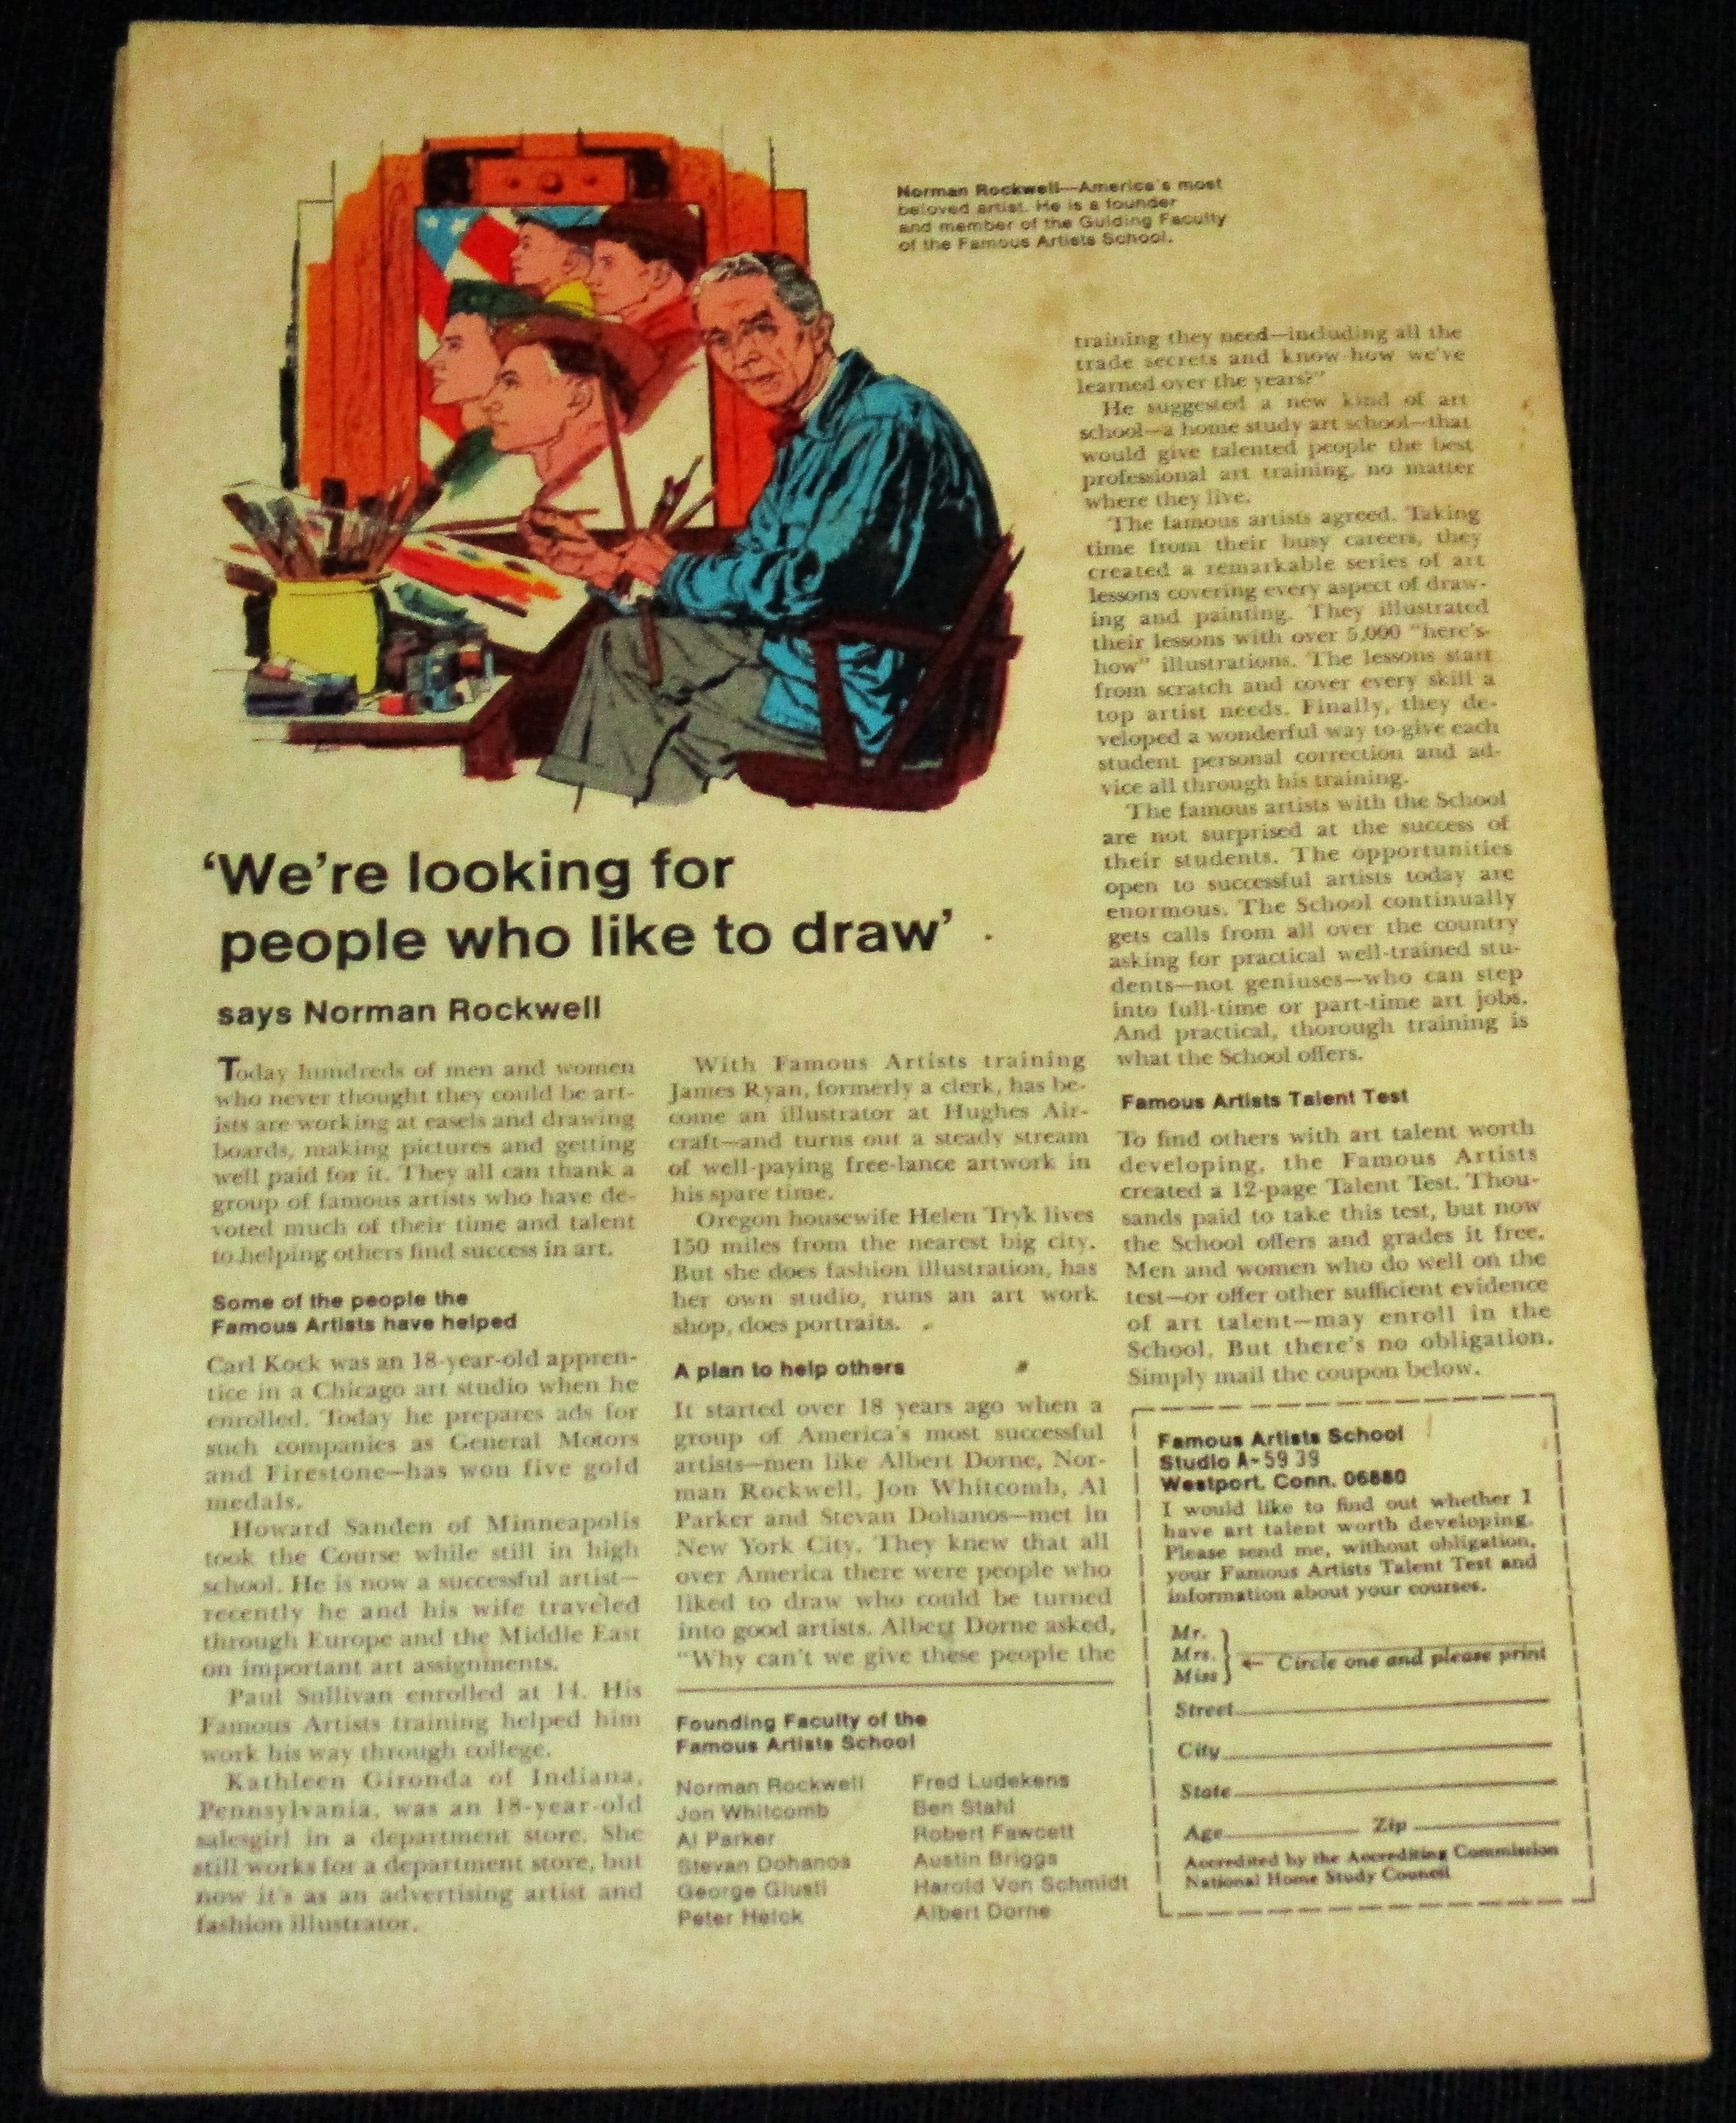 Norman Rockwell—America's most
beloved artist. He is a founder
and member of the Guiding Faculty
of the Famous Artists School.
'We're looking for
people who like to draw'
says Norman Rockwell
Today hundreds of men and women
who never thought they could be art-
ists are working at easels and drawing
boards, making pictures and getting
well paid for it. They all can thank a
group of famous artists who have de-
voted much of their time and talent
to helping others find success in art.
Some of the people the
Famous Artists have helped
Carl Kock was an 18-year-old appren-
tice in a Chicago art studio when he
enrolled. Today he prepares ads for
such companies as General Motors
and Firestone—has won five gold
medals.
Howard Sanden of Minneapolis
took the Course while still in high
school. He is now a successful artist—
recently he and his wife traveled
through Europe and the Middle East
on important art assignments.
Paul Sullivan enrolled at 14. His
Famous Artists training helped him
work his way through college.
Kathleen Gironda of Indiana,
Pennsylvania, was an 18-year-old
salesgirl in a department store. She
still works for a department store, but
now it's as an advertising artist and
fashion illustrator.
With Famous Artists training
James Ryan, formerly a clerk, has be-
come an illustrator at Hughes Air-
craft—and turns out a steady stream
of well-paying free-lance artwork in
his spare time.
Oregon housewife Helen Tryk lives
150 miles from the nearest big city.
But she does fashion illustration, has
her own studio, runs an art work
shop, does portraits.
A plan to help others
It started over 18 years ago when a
group of America's most successful
artists—men like Albert Dorne, Nor-
man Rockwell, Jon Whitcomb, Al
Parker and Stevan Dohanos—met in
New York City. They knew that all
over America there were people who
liked to draw who could be turned
into good artists. Albert Dorne asked,
"Why can't we give these people the
training they need—including all the
trade secrets and know-how we've
learned over the years?"
He suggested a new kind of art
school—a home study art school—that
would give talented people the best
professional art training, no matter
where they live.
The famous artists agreed. Taking
time from their busy careers, they
created a remarkable series of art
lessons covering every aspect of draw-
ing and painting. They illustrated
their lessons with over 5,000 "here's-
how" illustrations. The lessons start
from scratch and cover every skill a
top artist needs. Finally, they de-
veloped a wonderful way to give each
student personal correction and ad-
vice all through his training.
The famous artists with the School
are not surprised at the success of
their students. The opportunities
open to successful artists today are
enormous. The School continually
gets calls from all over the country
asking for practical well-trained stu-
dents—not geniuses—who can step
into full-time or part-time art jobs.
And practical, thorough training is
what the School offers.
Famous Artists Talent Test
To find others with art talent worth
developing, the Famous Artists
created a 12-page Talent Test. Thou-
sands paid to take this test, but now
the School offers and grades it free.
Men and women who do well on the
test—or offer other sufficient evidence
of art talent—may enroll in the
School. But there's no obligation.
Simply mail the coupon below.
Founding Faculty of the
Famous Artists School
Norman Rockwell
Jon Whitcomb
Al Parker
Stevan Dohanos
George Giusti
Peter Helck
Fred Ludekens
Ben Stahl
Robert Fawcett
Austin Briggs
Harold Von Schmidt
Albert Dorne
Famous Artists School
Studio A-5939
Westport, Conn. 06880
I would like to find out whether I
have art talent worth developing.
Please send me, without obligation,
your Famous Artists Talent Test and
information about your courses.
Mr.
Mrs.
Miss
← Circle one and please print
Street
City
State
Age Zip
Accredited by the Accrediting Commission
National Home Study Council